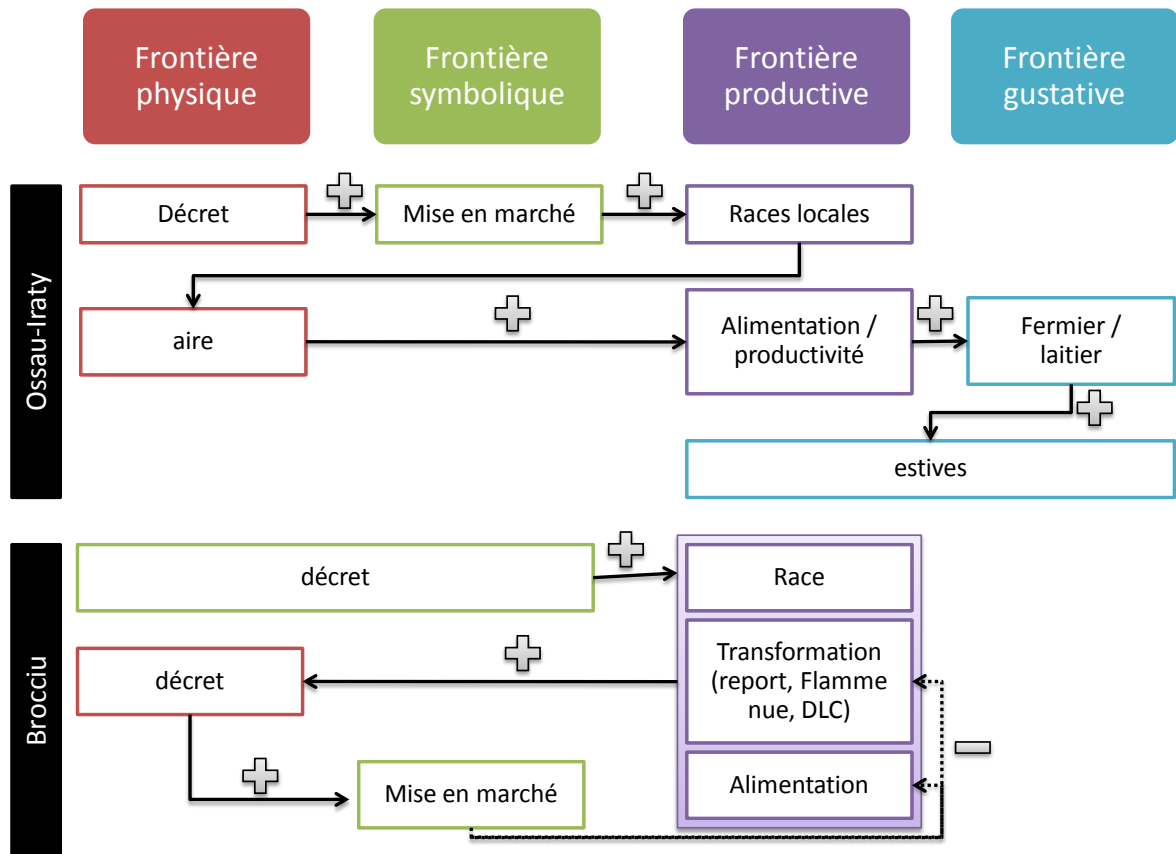 Frontière
physique
Frontière
symbolique
Frontière
productive
Frontière
gustative
Ossau-Iraty
Décret
Mise en marché
Races locales
aire
Alimentation /
productivité
Fermier /
laitier
estives
Brocciu
décret
Race
décret
Transformation
(report, Flamme
nue, DLC)
Mise en marché
Alimentation